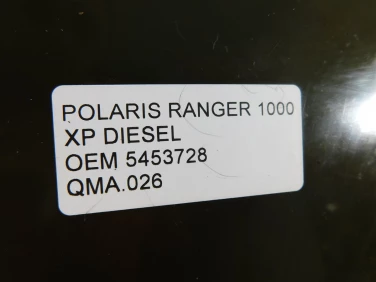 POLARIS RANGER 1000
XP DIESEL
OEM 5453728
QMA.026